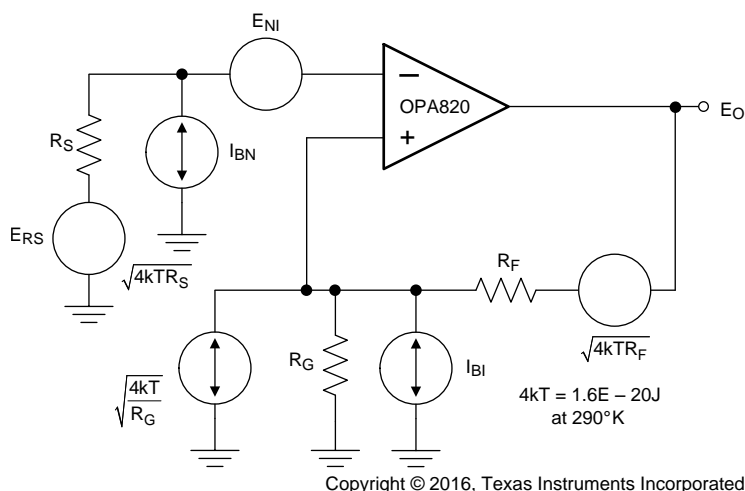 E_NI
−
OPA820
+
E_O
R_S
I_BN
E_RS
√4kTR_S
R_F
√4kTR_F
√4kT/R_G
R_G
I_BI
4kT = 1.6E – 20J
at 290°K
Copyright © 2016, Texas Instruments Incorporated